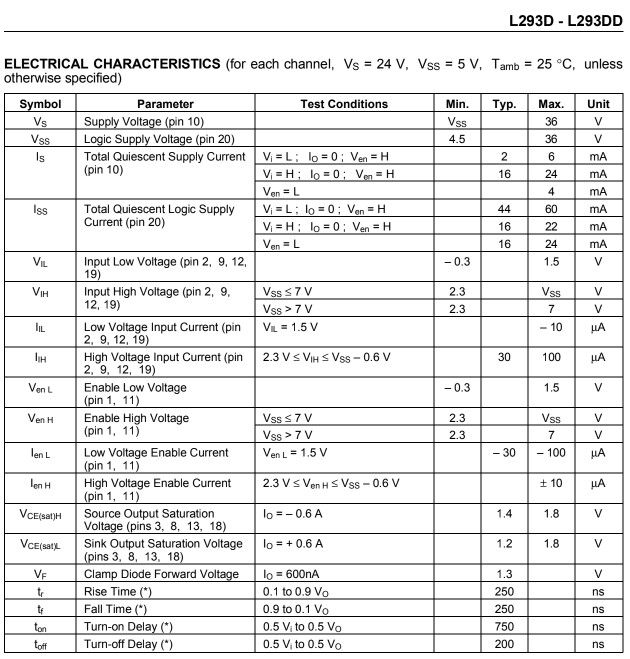 L293D - L293DD
ELECTRICAL CHARACTERISTICS (for each channel, VS = 24 V, VSS = 5 V, Tamb = 25 °C, unless
otherwise specified)
Symbol Parameter Test Conditions Min. Typ. Max. Unit
VS Supply Voltage (pin 10) VSS 36 V
VSS Logic Supply Voltage (pin 20) 4.5 36 V
IS Total Quiescent Supply Current Vi = L ; IO = 0 ; Ven = H 2 6 mA
(pin 10) Vi = H ; IO = 0 ; Ven = H 16 24 mA
Ven = L 4 mA
ISS Total Quiescent Logic Supply Vi = L ; IO = 0 ; Ven = H 44 60 mA
Current (pin 20) Vi = H ; IO = 0 ; Ven = H 16 22 mA
Ven = L 16 24 mA
VIL Input Low Voltage (pin 2, 9, 12, – 0.3 1.5 V
19)
VIH Input High Voltage (pin 2, 9, VSS ≤ 7 V 2.3 VSS V
12, 19) VSS > 7 V 2.3 7 V
IIL Low Voltage Input Current (pin VIL = 1.5 V – 10 µA
2, 9, 12, 19)
IIH High Voltage Input Current (pin 2.3 V ≤ VIH ≤ VSS – 0.6 V 30 100 µA
2, 9, 12, 19)
Ven L Enable Low Voltage – 0.3 1.5 V
(pin 1, 11)
Ven H Enable High Voltage VSS ≤ 7 V 2.3 VSS V
(pin 1, 11) VSS > 7 V 2.3 7 V
Ien L Low Voltage Enable Current Ven L = 1.5 V – 30 – 100 µA
(pin 1, 11)
Ien H High Voltage Enable Current 2.3 V ≤ Ven H ≤ VSS – 0.6 V ± 10 µA
(pin 1, 11)
VCE(sat)H Source Output Saturation IO = – 0.6 A 1.4 1.8 V
Voltage (pins 3, 8, 13, 18)
VCE(sat)L Sink Output Saturation Voltage IO = + 0.6 A 1.2 1.8 V
(pins 3, 8, 13, 18)
VF Clamp Diode Forward Voltage IO = 600nA 1.3 V
tr Rise Time (*) 0.1 to 0.9 VO 250 ns
tf Fall Time (*) 0.9 to 0.1 VO 250 ns
ton Turn-on Delay (*) 0.5 Vi to 0.5 VO 750 ns
toff Turn-off Delay (*) 0.5 Vi to 0.5 VO 200 ns